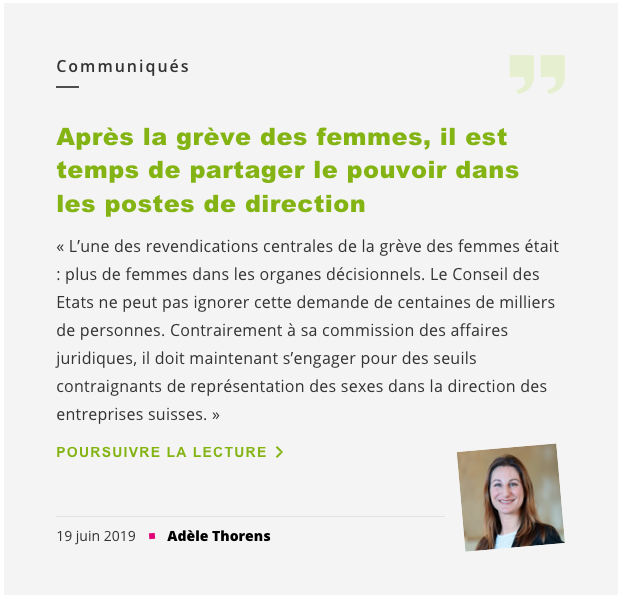 Communiqués
Après la grève des femmes, il est
temps de partager le pouvoir dans
les postes de direction
« L’une des revendications centrales de la grève des femmes était
: plus de femmes dans les organes décisionnels. Le Conseil des
Etats ne peut pas ignorer cette demande de centaines de milliers
de personnes. Contrairement à sa commission des affaires
juridiques, il doit maintenant s’engager pour des seuils
contraignants de représentation des sexes dans la direction des
entreprises suisses. »
POURSUIVRE LA LECTURE
19 juin 2019 Adèle Thorens